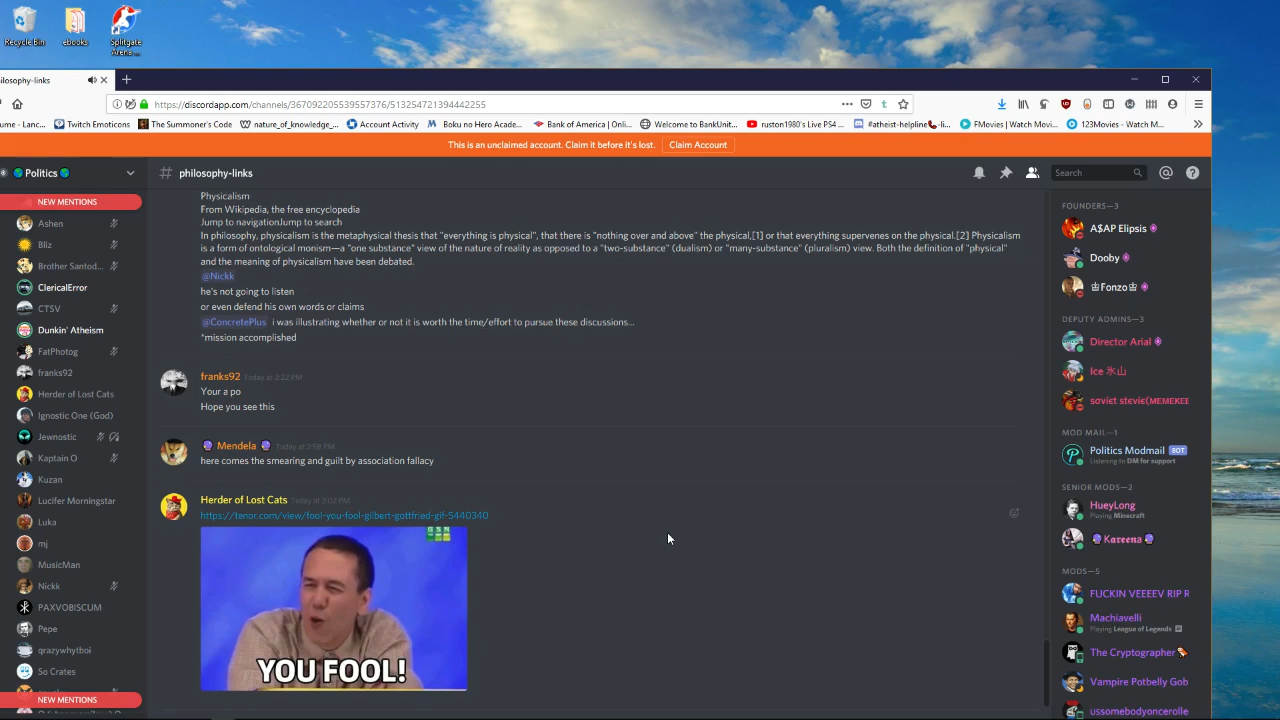 Recycle Bin
ebooks
Splitgate
Arena ...
ilosophy-links
https://discordapp.com/channels/367092205539557376/513254721394442255
ume - Lanc...
Twitch Emoticons
The Summoner's Code
nature_of_knowledge_...
Account Activity
Boku no Hero Acade...
Bank of America | Onli...
Welcome to BankUnit...
ruston1980's Live PS4 ...
#atheist-helpline📞-li...
FMovies | Watch Movi...
123Movies - Watch M...
This is an unclaimed account. Claim it before it's lost.
Claim Account
🌎Politics🌎
# philosophy-links
Search
NEW MENTIONS
Ashen
Bliz
Brother Santod...
ClericalError
CTSV
Dunkin' Atheism
FatPhotog
franks92
Herder of Lost Cats
Ignostic One (God)
Jewnostic
Kaptain O
Kuzan
Lucifer Morningstar
Luka
mj
MusicMan
Nickk
PAXVOBISCUM
Pepe
qrazywhytboi
So Crates
NEW MENTIONS
Physicalism
From Wikipedia, the free encyclopedia
Jump to navigationJump to search
In philosophy, physicalism is the metaphysical thesis that "everything is physical", that there is "nothing over and above" the physical,[1] or that everything supervenes on the physical.[2] Physicalism
is a form of ontological monism—a "one substance" view of the nature of reality as opposed to a "two-substance" (dualism) or "many-substance" (pluralism) view. Both the definition of "physical"
and the meaning of physicalism have been debated.
@Nickk
he's not going to listen
or even defend his own words or claims
@ConcretePlus i was illustrating whether or not it is worth the time/effort to pursue these discussions...
*mission accomplished
franks92 Today at 2:22 PM
Your a po
Hope you see this
🔮 Mendela 🔮 Today at 2:58 PM
here comes the smearing and guilt by association fallacy
Herder of Lost Cats Today at 3:02 PM
https://tenor.com/view/fool-you-fool-gilbert-gottfried-gif-5440340
GSN
YOU FOOL!
FOUNDERS—3
A$AP Elipsis
Dooby
♔Fonzo♔
DEPUTY ADMINS—3
Director Arial
Ice 氷山
sσvíєt stєvíє(ᴍᴇᴍᴇᴋᴇᴇ
MOD MAIL—1
Politics Modmail BOT
Listening to DM for support
SENIOR MODS—2
HueyLong
Playing Minecraft
🔮𝕶𝖆𝖗𝖊𝖊𝖓𝖆🔮
MODS—5
FUCKIN VEEEEV RIP R
Machiavelli
Playing League of Legends
The Cryptographer
Vampire Potbelly Gob
ussomebodyoncerolle